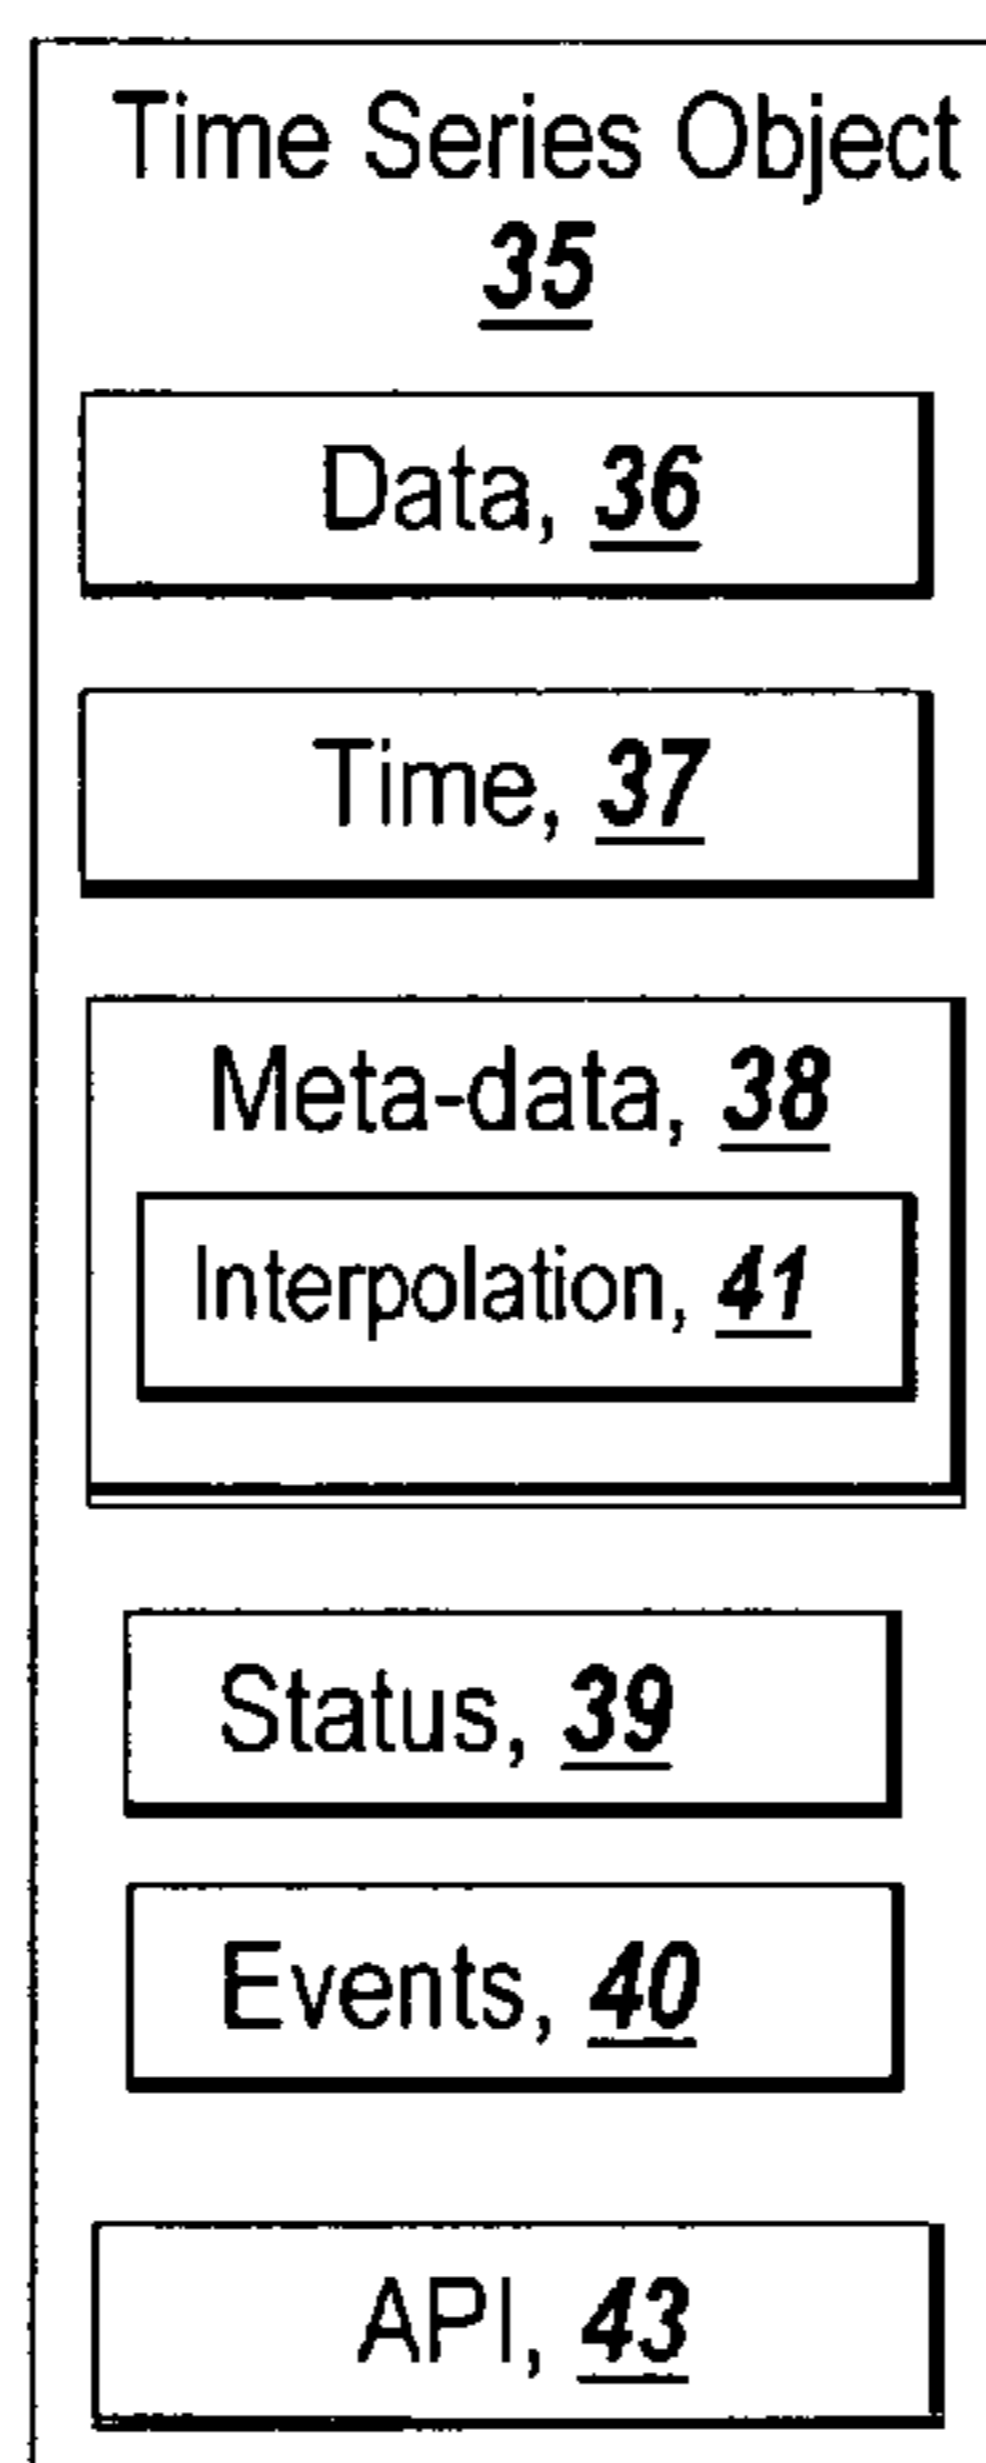 Time Series Object
35
Data, 36
Time, 37
Meta-data, 38
Interpolation, 41
Status, 39
Events, 40
API, 43